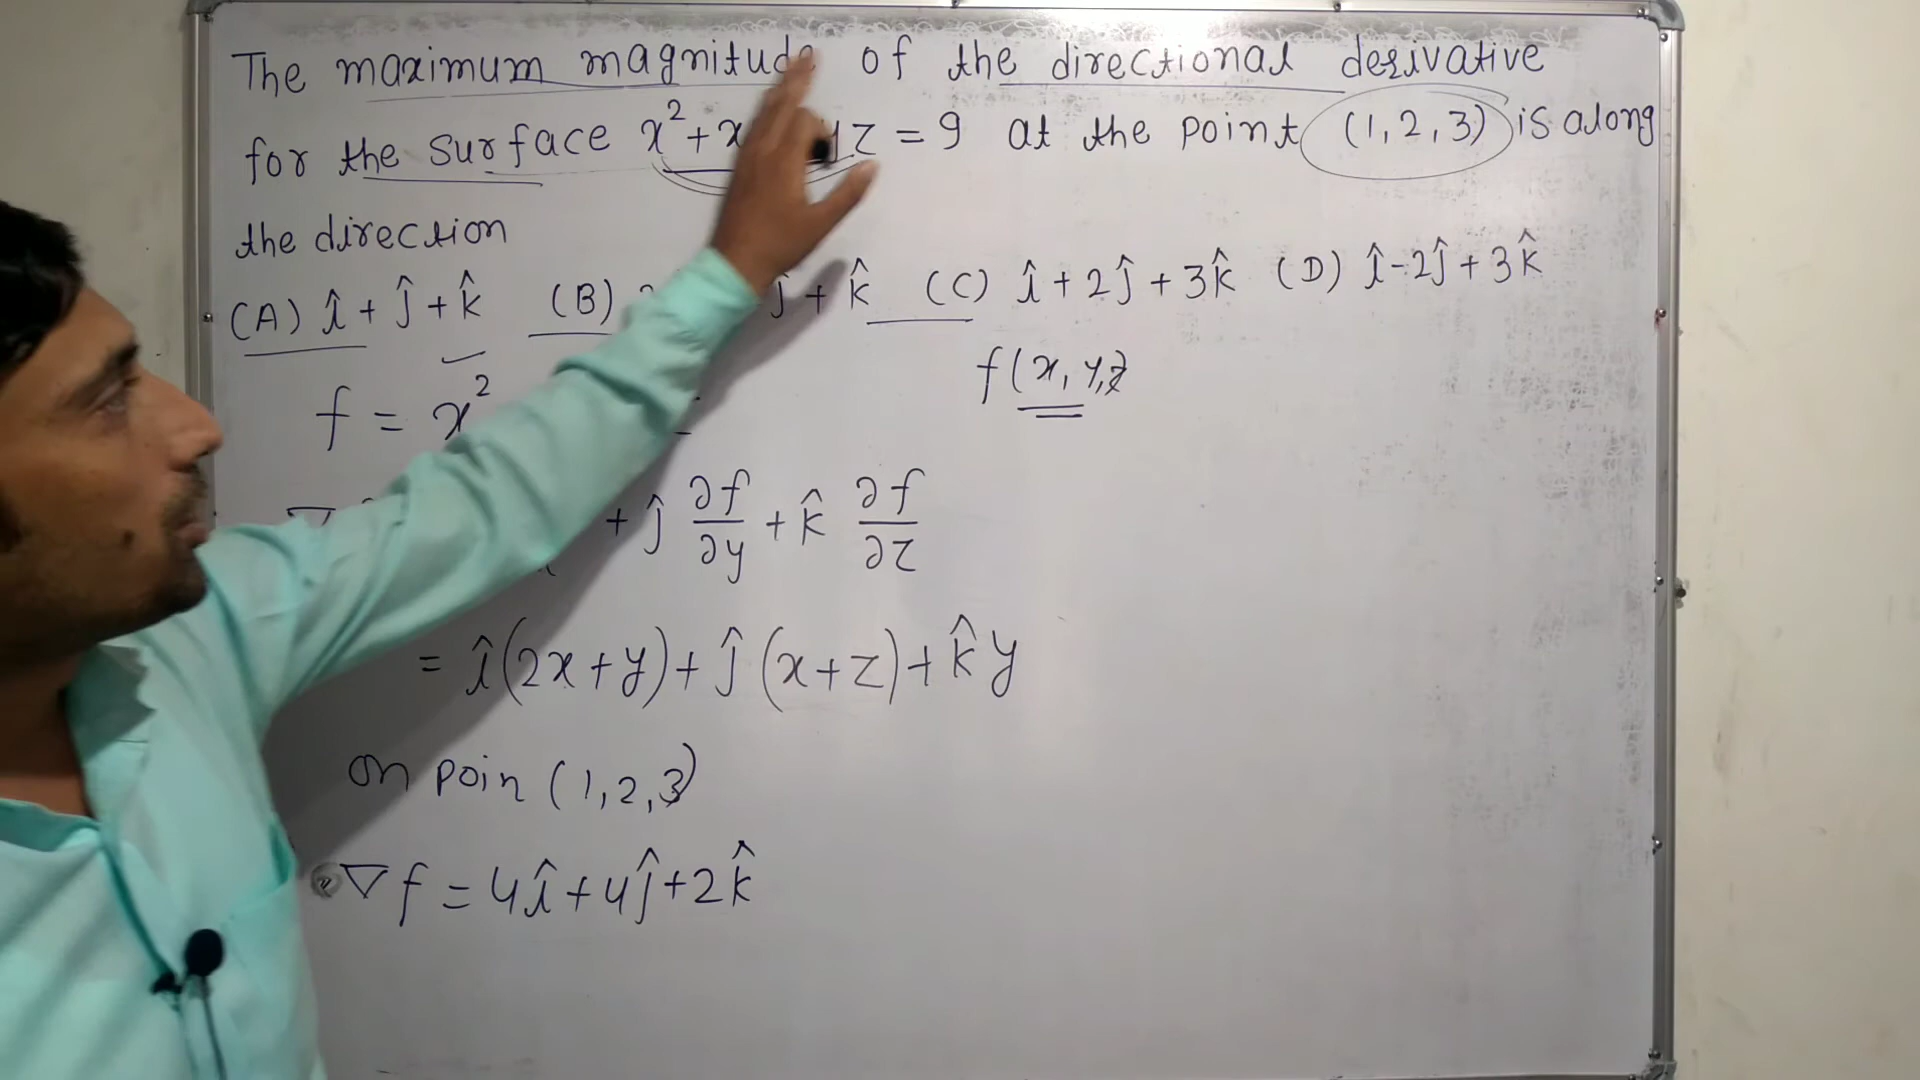 The maximum magnitude of the directional derivative
for the surface x²+x yz = 9 at the point (1,2,3) is along
the direction
(A) î + ĵ + k̂ (B) ĵ + k̂ (C) î + 2ĵ + 3k̂ (D) î - 2ĵ + 3k̂
f = x² f(x, y, z
∇ + ĵ ∂f/∂y + k̂ ∂f/∂z
= î(2x+y) + ĵ(x+z) + k̂ y
on poin (1,2,3)
∇f = 4î + 4ĵ + 2k̂